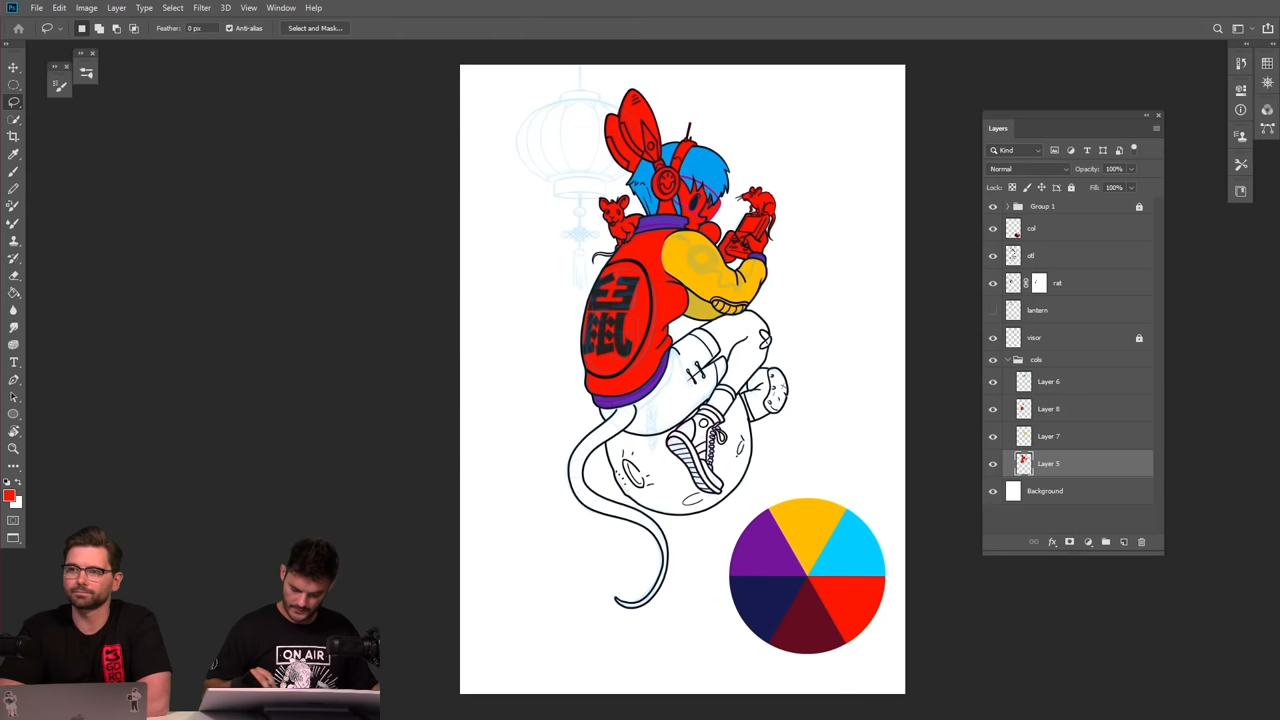 Ps File Edit Image Layer Type Select Filter 3D View Window Help
Feather: 0 px Anti-alias Select and Mask...
Layers
Kind
Normal Opacity: 100%
Lock: Fill: 100%
Group 1
col
otl
rat
lantern
visor
cols
Layer 6
Layer 8
Layer 7
Layer 5
Background
鼠
ON AIR